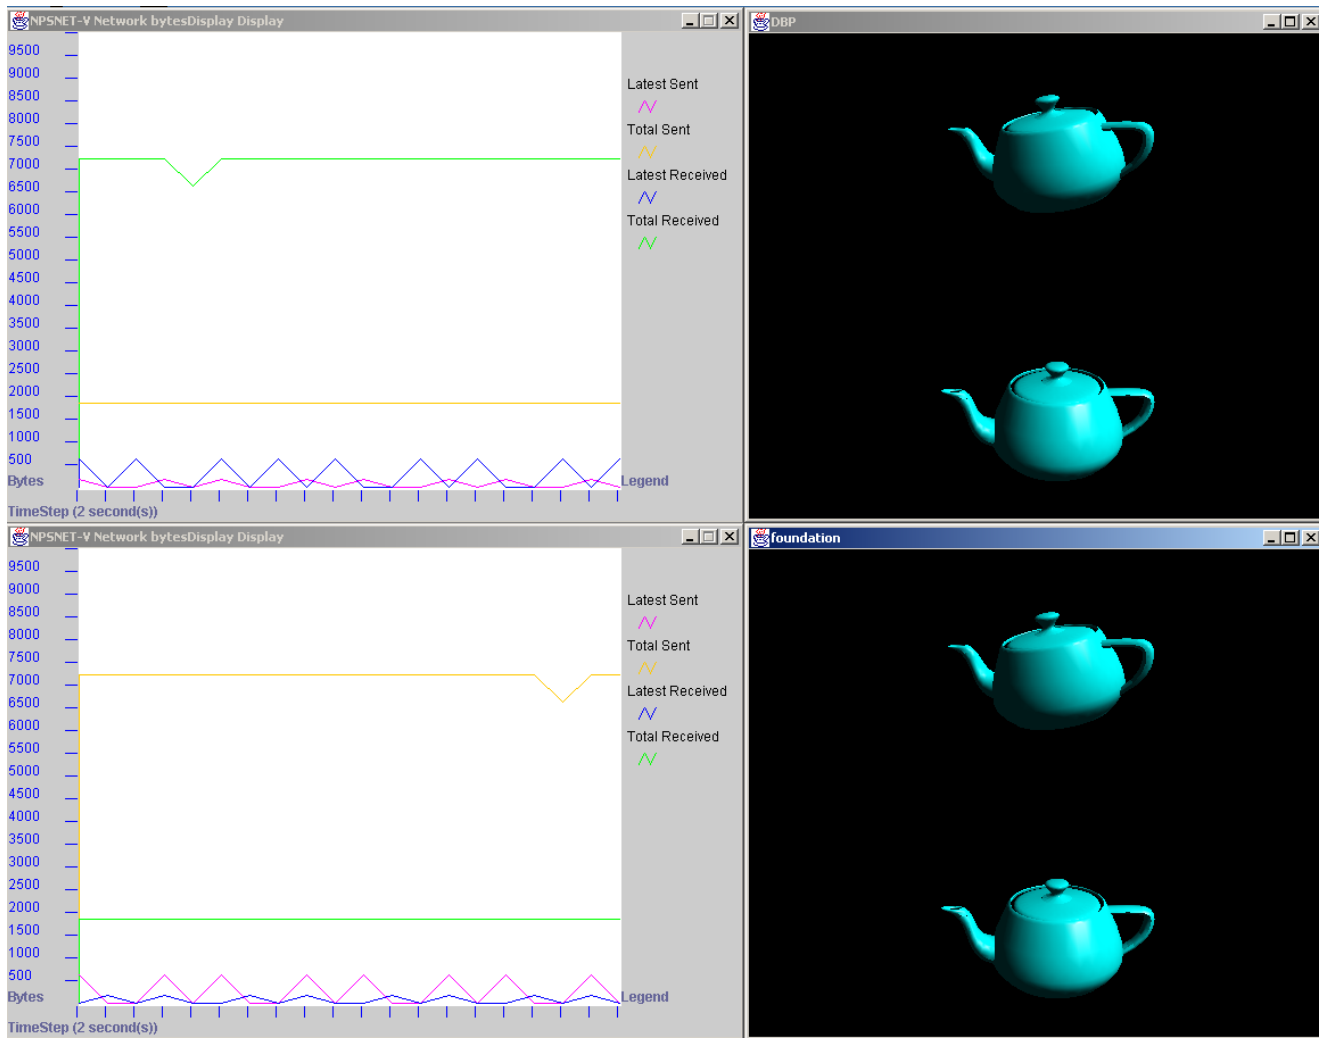 NPSNET-V Network bytesDisplay Display
9500
9000
8500
8000
7500
7000
6500
6000
5500
5000
4500
4000
3500
3000
2500
2000
1500
1000
500
Bytes
TimeStep (2 second(s))
Latest Sent
Total Sent
Latest Received
Total Received
Legend
DBP
NPSNET-V Network bytesDisplay Display
9500
9000
8500
8000
7500
7000
6500
6000
5500
5000
4500
4000
3500
3000
2500
2000
1500
1000
500
Bytes
TimeStep (2 second(s))
Latest Sent
Total Sent
Latest Received
Total Received
Legend
foundation